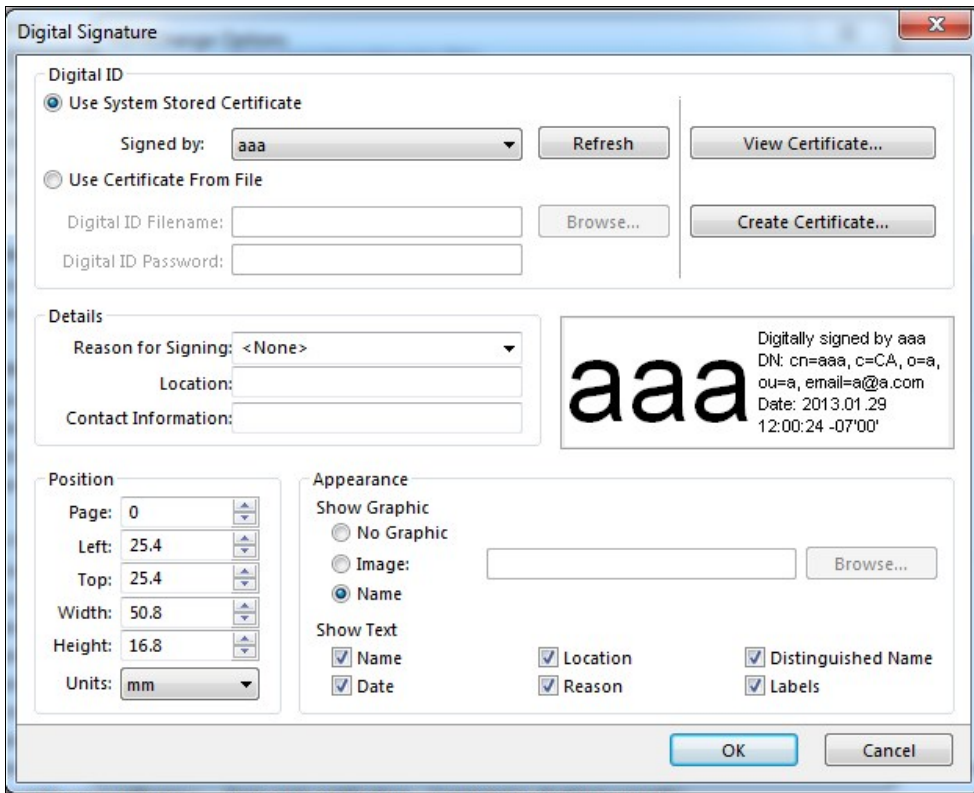 Digital Signature
Digital ID
Use System Stored Certificate
Signed by: aaa Refresh View Certificate...
Use Certificate From File
Digital ID Filename: Browse... Create Certificate...
Digital ID Password:
Details
Reason for Signing: <None>
Location:
Contact Information:
aaa
Digitally signed by aaa
DN: cn=aaa, c=CA, o=a,
ou=a, email=a@a.com
Date: 2013.01.29
12:00:24 -07'00'
Position
Page: 0
Left: 25.4
Top: 25.4
Width: 50.8
Height: 16.8
Units: mm
Appearance
Show Graphic
No Graphic
Image: Browse...
Name
Show Text
Name Location Distinguished Name
Date Reason Labels
OK Cancel